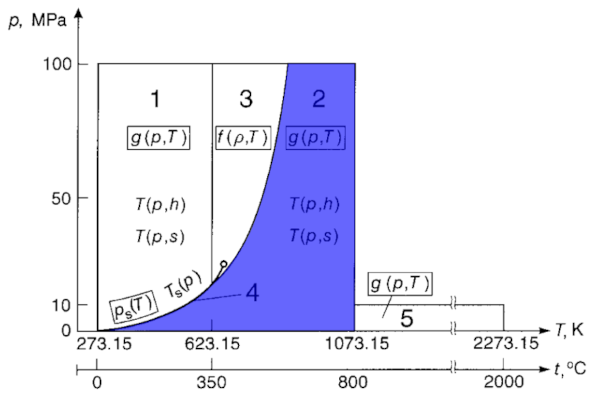 p, MPa
100
1
3
2
g(p,T)
f(ρ,T)
g(p,T)
50
T(p,h)
T(p,h)
T(p,s)
T(p,s)
pₛ(T)
Tₛ(p)
4
g(p,T)
10
5
0
T, K
273.15
623.15
1073.15
2273.15
t,°C
0
350
800
2000